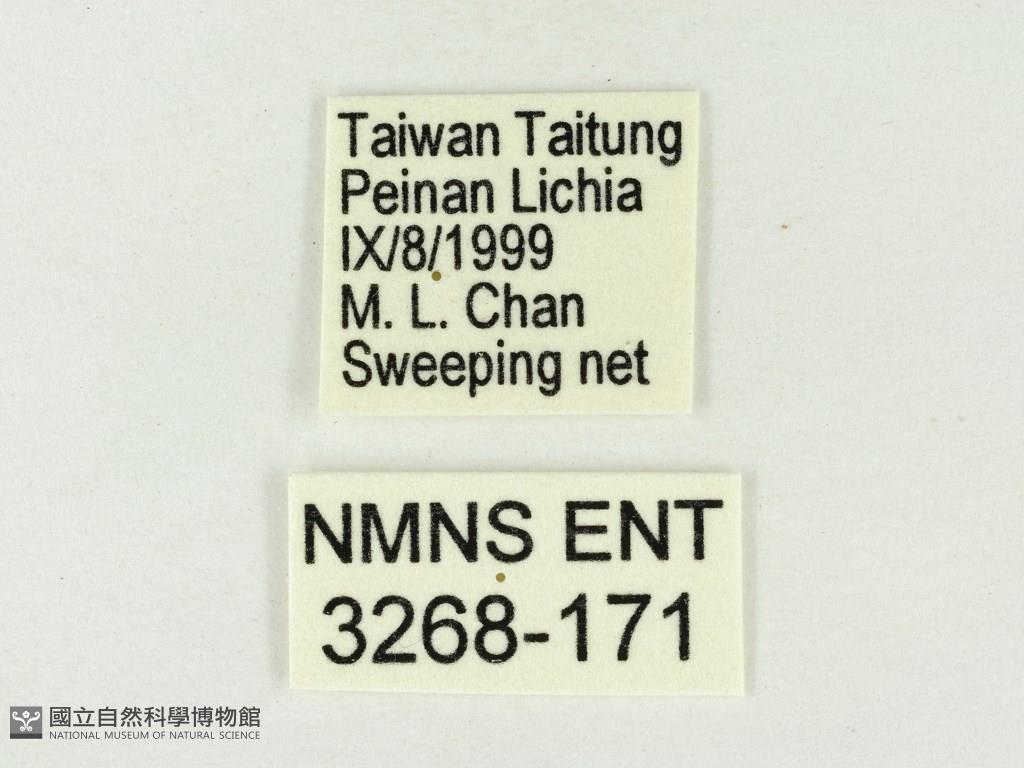 Taiwan Taitung
Peinan Lichia
IX/8/1999
M. L. Chan
Sweeping net
NMNS ENT
3268-171
國立自然科學博物館
NATIONAL MUSEUM OF NATURAL SCIENCE